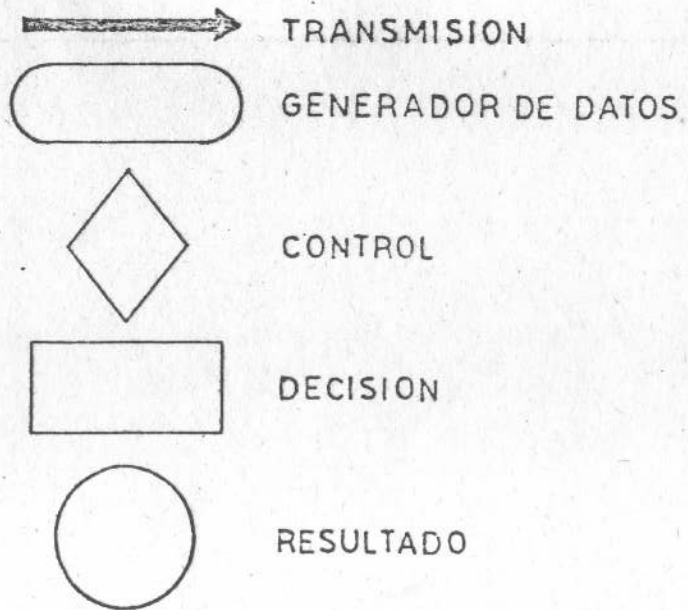 TRANSMISION
GENERADOR DE DATOS
CONTROL
DECISION
RESULTADO